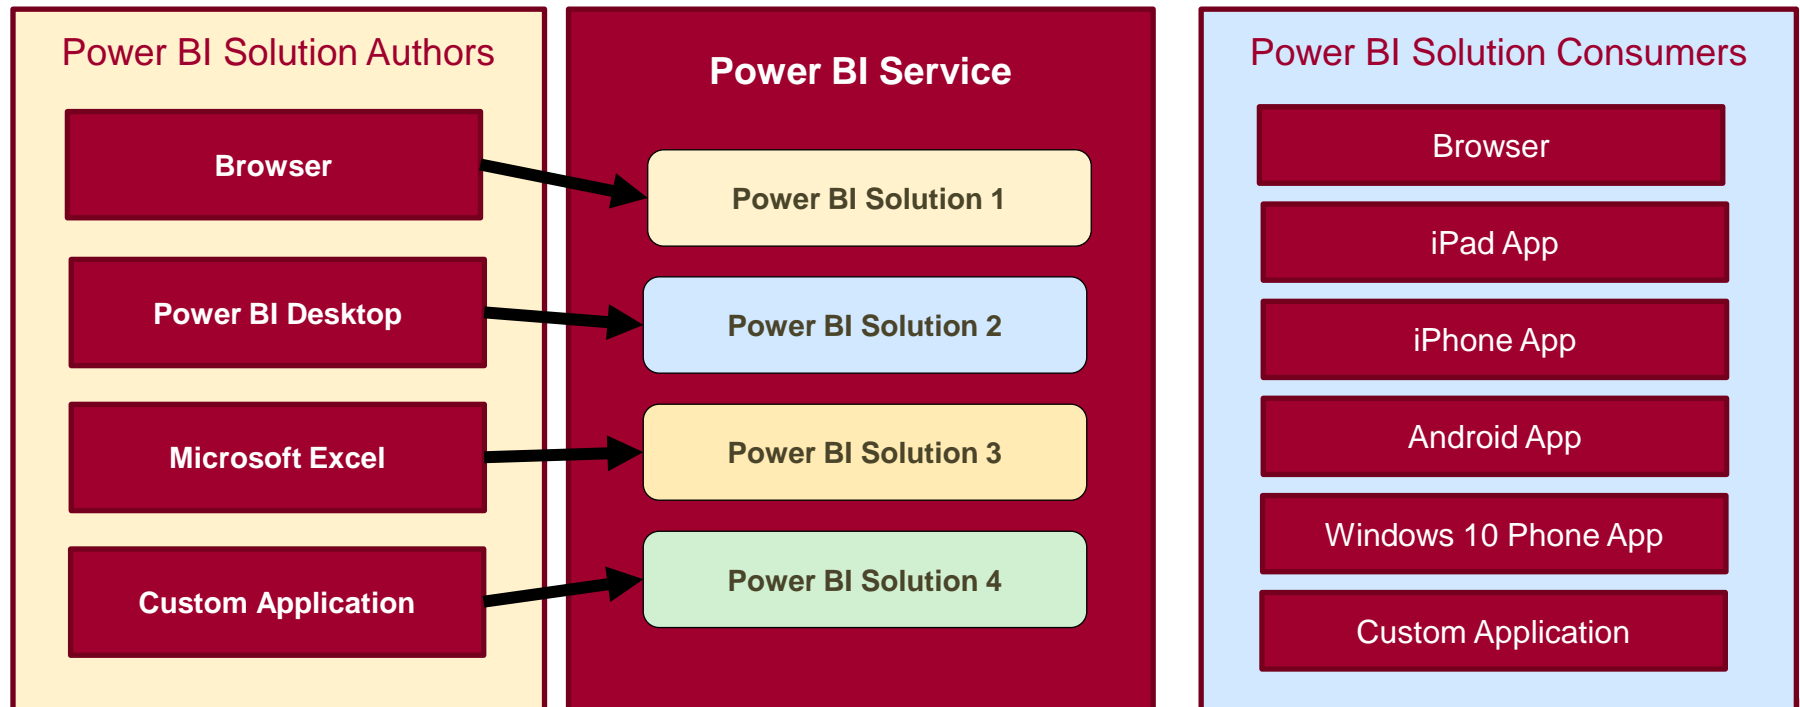 Power BI Solution Authors
Browser
Power BI Desktop
Microsoft Excel
Custom Application
Power BI Service
Power BI Solution 1
Power BI Solution 2
Power BI Solution 3
Power BI Solution 4
Power BI Solution Consumers
Browser
iPad App
iPhone App
Android App
Windows 10 Phone App
Custom Application